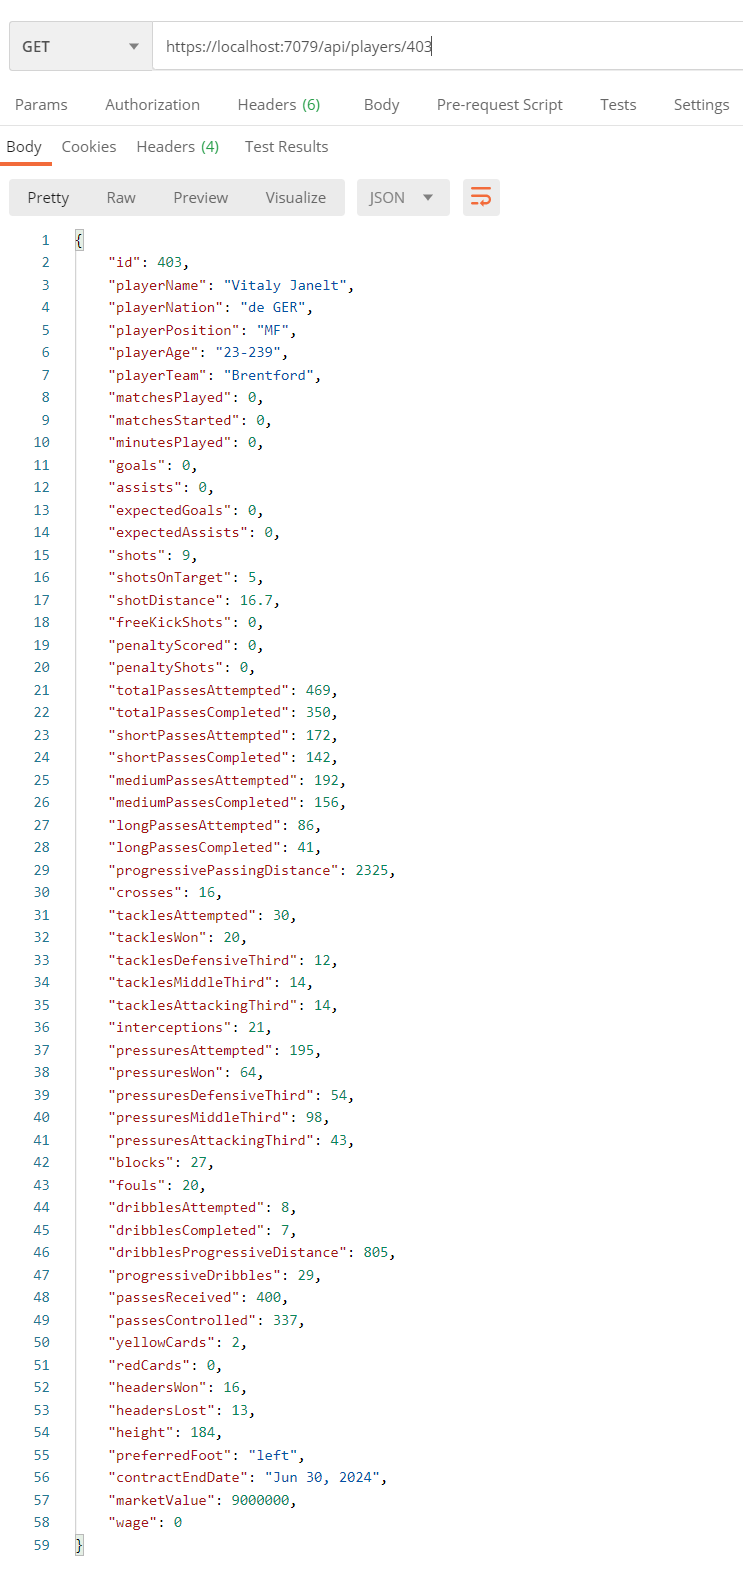 GET https://localhost:7079/api/players/403
Params Authorization Headers (6) Body Pre-request Script Tests Settings
Body Cookies Headers (4) Test Results
Pretty Raw Preview Visualize JSON
1 {
2 "id": 403,
3 "playerName": "Vitaly Janelt",
4 "playerNation": "de GER",
5 "playerPosition": "MF",
6 "playerAge": "23-239",
7 "playerTeam": "Brentford",
8 "matchesPlayed": 0,
9 "matchesStarted": 0,
10 "minutesPlayed": 0,
11 "goals": 0,
12 "assists": 0,
13 "expectedGoals": 0,
14 "expectedAssists": 0,
15 "shots": 9,
16 "shotsOnTarget": 5,
17 "shotDistance": 16.7,
18 "freeKickShots": 0,
19 "penaltyScored": 0,
20 "penaltyShots": 0,
21 "totalPassesAttempted": 469,
22 "totalPassesCompleted": 350,
23 "shortPassesAttempted": 172,
24 "shortPassesCompleted": 142,
25 "mediumPassesAttempted": 192,
26 "mediumPassesCompleted": 156,
27 "longPassesAttempted": 86,
28 "longPassesCompleted": 41,
29 "progressivePassingDistance": 2325,
30 "crosses": 16,
31 "tacklesAttempted": 30,
32 "tacklesWon": 20,
33 "tacklesDefensiveThird": 12,
34 "tacklesMiddleThird": 14,
35 "tacklesAttackingThird": 14,
36 "interceptions": 21,
37 "pressuresAttempted": 195,
38 "pressuresWon": 64,
39 "pressuresDefensiveThird": 54,
40 "pressuresMiddleThird": 98,
41 "pressuresAttackingThird": 43,
42 "blocks": 27,
43 "fouls": 20,
44 "dribblesAttempted": 8,
45 "dribblesCompleted": 7,
46 "dribblesProgressiveDistance": 805,
47 "progressiveDribbles": 29,
48 "passesReceived": 400,
49 "passesControlled": 337,
50 "yellowCards": 2,
51 "redCards": 0,
52 "headersWon": 16,
53 "headersLost": 13,
54 "height": 184,
55 "preferredFoot": "left",
56 "contractEndDate": "Jun 30, 2024",
57 "marketValue": 9000000,
58 "wage": 0
59 }